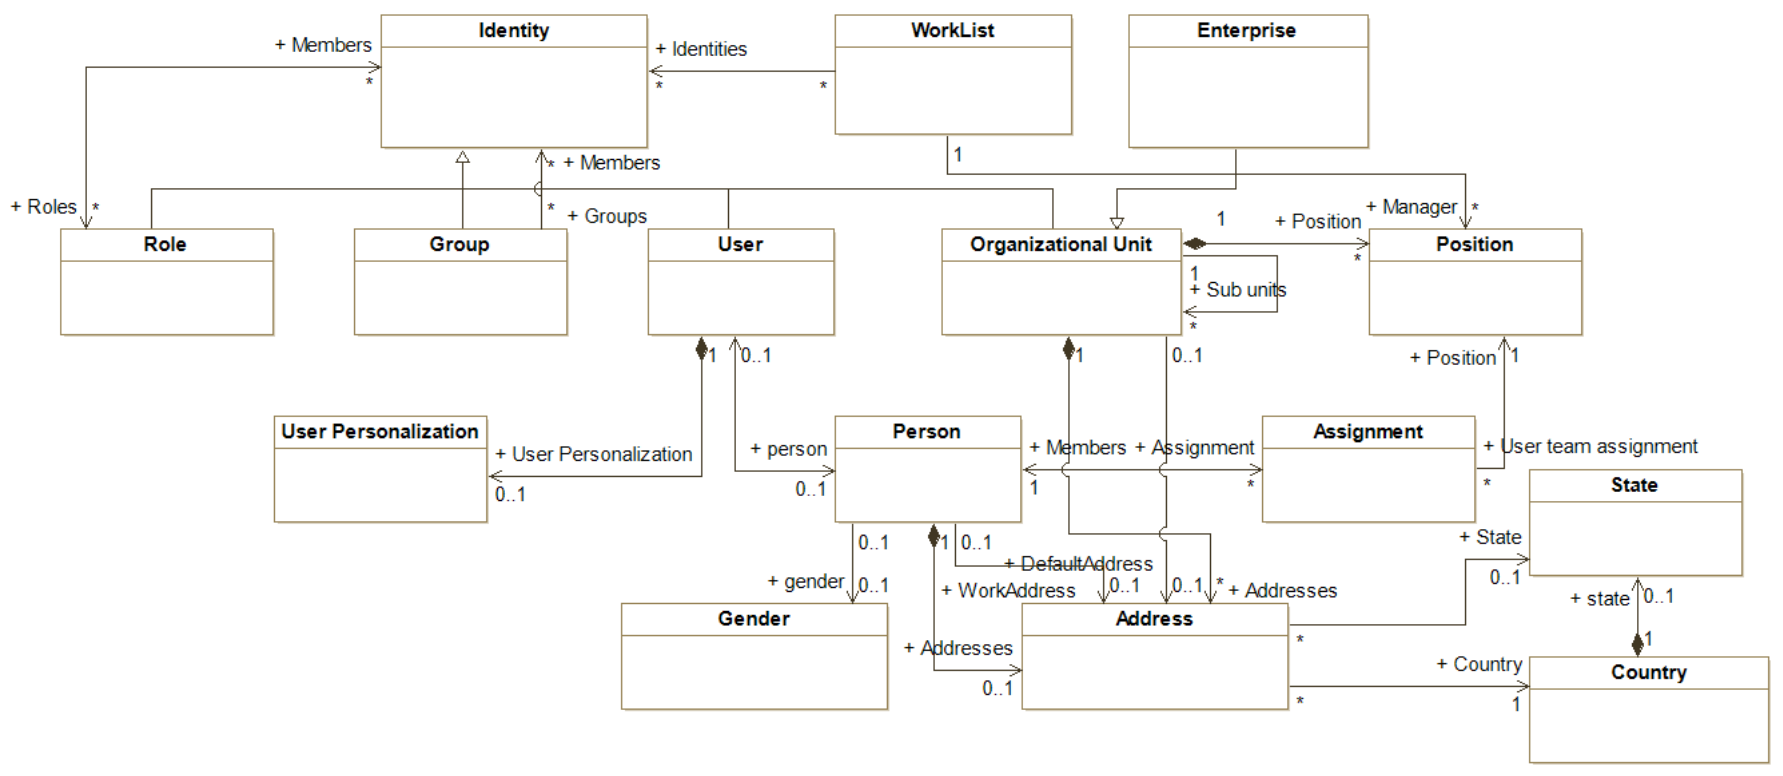 Identity
WorkList
Enterprise
+ Members
*
+ Identities
*
*
1
* + Members
+ Roles *
* + Groups
+ Manager *
1
+ Position
*
Role
Group
User
Organizational Unit
Position
1
+ Sub units
*
1
0..1
1
0..1
+ Position 1
User Personalization
Person
Assignment
+ User Personalization
0..1
+ person
0..1
+ Members
1
+ Assignment
*
+ User team assignment
*
State
0..1
1
0..1
+ State
0..1
+ gender
0..1
+ DefaultAddress
0..1
+ WorkAddress
0..1
* + Addresses
+ state 0..1
Gender
Address
*
1
+ Addresses
0..1
+ Country
1
*
Country